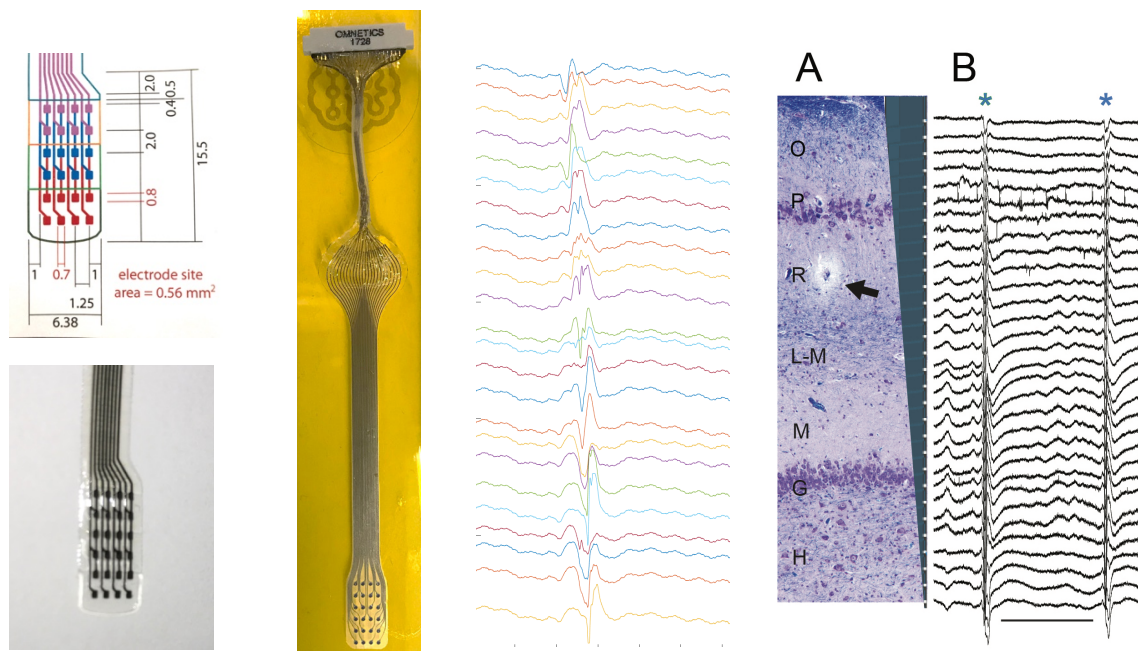 2.0
0.5
0.4
2.0
15.5
0.8
1
0.7
1
electrode site
area = 0.56 mm²
1.25
6.38
OMNETICS
1728
A
B
*
*
O
P
R
L-M
M
G
H